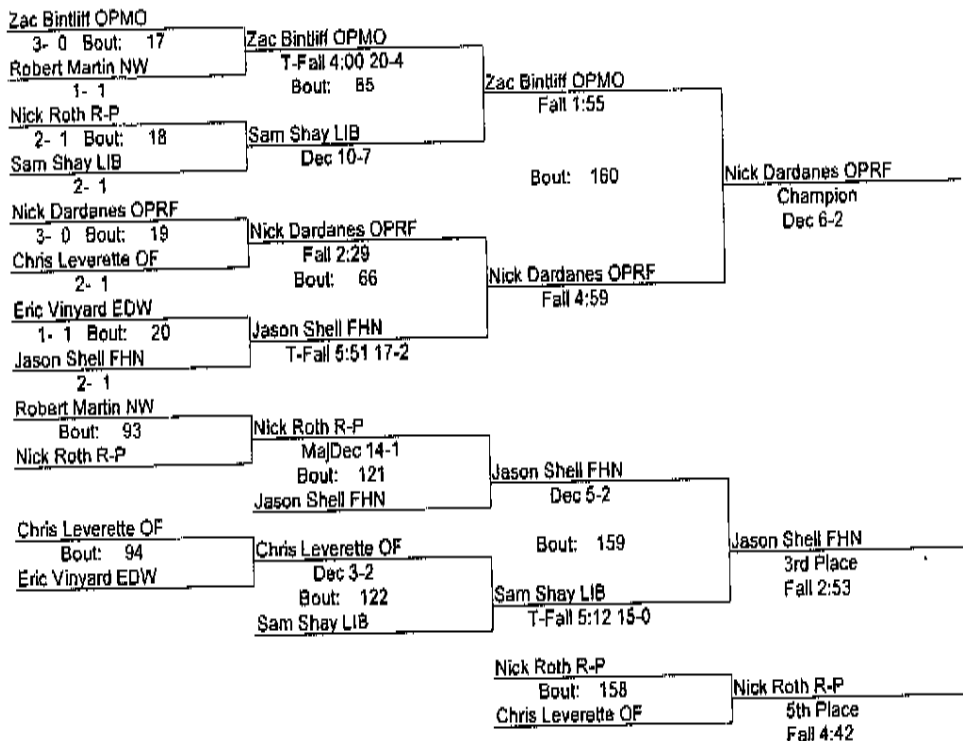 Zac Bintliff OPMO
3- 0 Bout: 17
Robert Martin NW
1- 1
Nick Roth R-P
2- 1 Bout: 18
Sam Shay LIB
2- 1
Nick Dardanes OPRF
3- 0 Bout: 19
Chris Leverette OF
2- 1
Eric Vinyard EDW
1- 1 Bout: 20
Jason Shell FHN
2- 1
Zac Bintliff OPMO
T-Fall 4:00 20-4
Bout: 65
Sam Shay LIB
Dec 10-7
Nick Dardanes OPRF
Fall 2:29
Bout: 66
Jason Shell FHN
T-Fall 5:51 17-2
Zac Bintliff OPMO
Fall 1:55
Bout: 160
Nick Dardanes OPRF
Fall 4:59
Nick Dardanes OPRF
Champion
Dec 6-2
Robert Martin NW
Bout: 93
Nick Roth R-P
Chris Leverette OF
Bout: 94
Eric Vinyard EDW
Nick Roth R-P
MajDec 14-1
Bout: 121
Jason Shell FHN
Chris Leverette OF
Dec 3-2
Bout: 122
Sam Shay LIB
Jason Shell FHN
Dec 5-2
Bout: 159
Sam Shay LIB
T-Fall 5:12 15-0
Jason Shell FHN
3rd Place
Fall 2:53
Nick Roth R-P
Bout: 158
Chris Leverette OF
Nick Roth R-P
5th Place
Fall 4:42